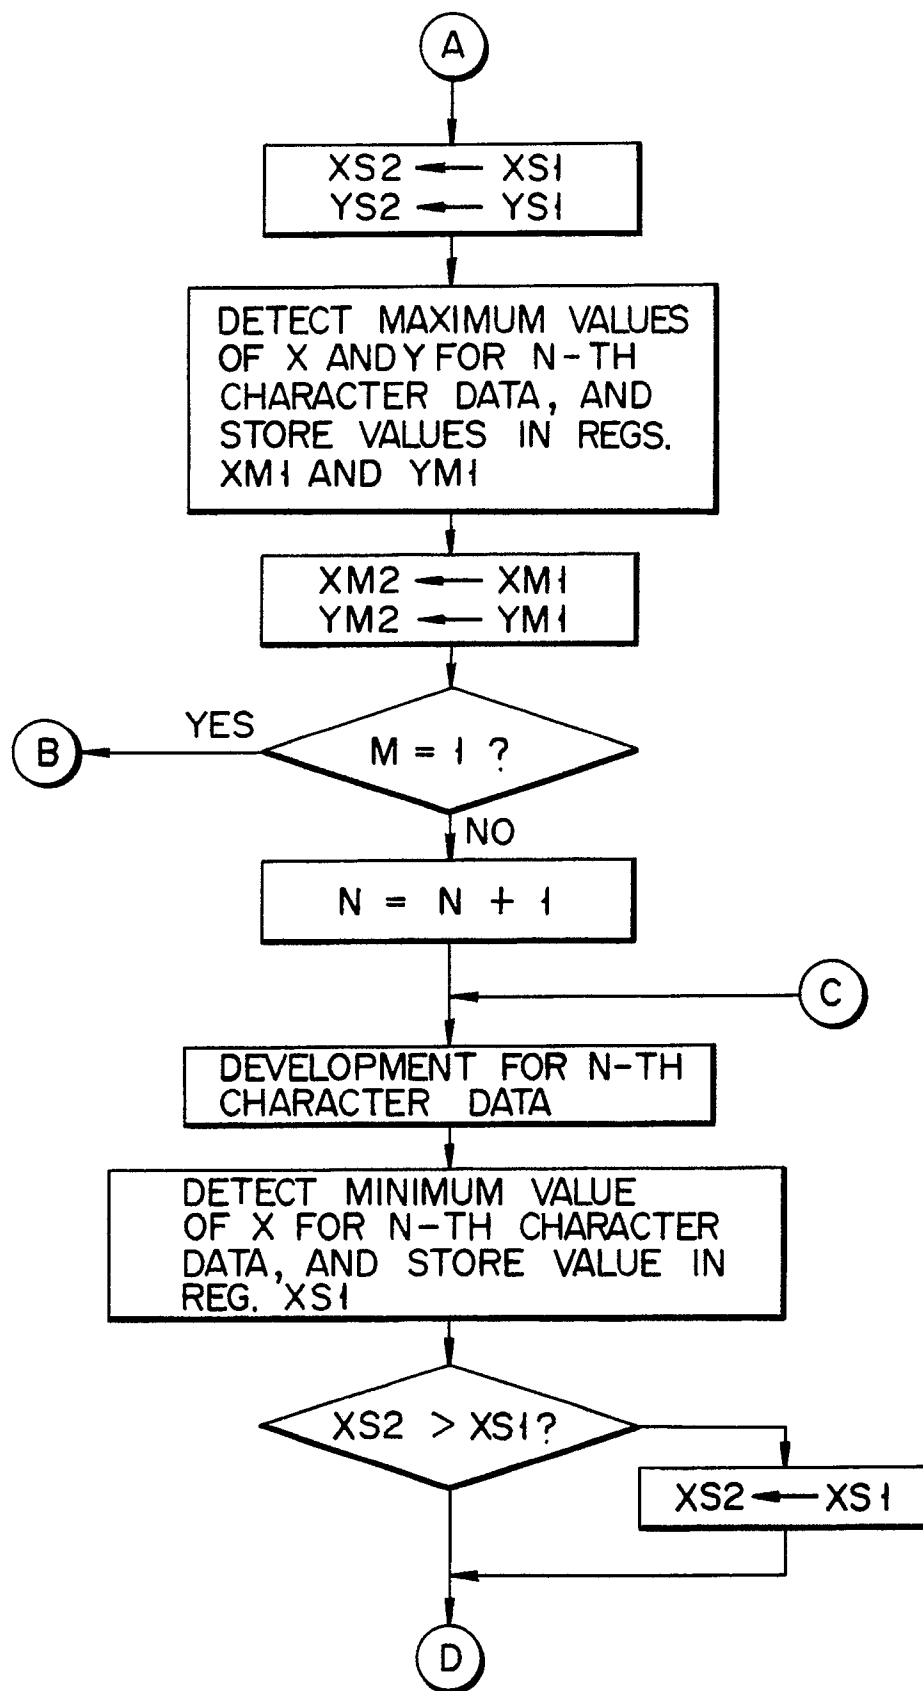 A
XS2 ← XS1
YS2 ← YS1
DETECT MAXIMUM VALUES
OF X AND Y FOR N-TH
CHARACTER DATA, AND
STORE VALUES IN REGS.
XM1 AND YM1
XM2 ← XM1
YM2 ← YM1
YES
B
M = 1 ?
NO
N = N + 1
C
DEVELOPMENT FOR N-TH
CHARACTER DATA
DETECT MINIMUM VALUE
OF X FOR N-TH CHARACTER
DATA, AND STORE VALUE IN
REG. XS1
XS2 > XS1?
XS2 ← XS1
D